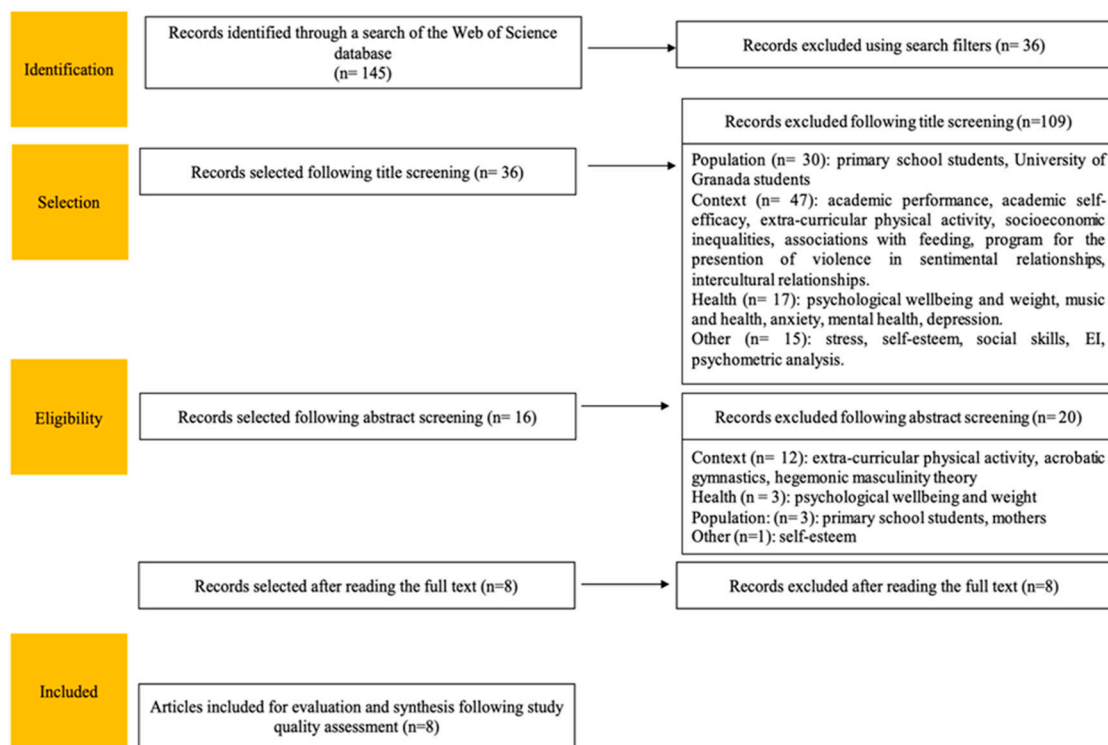 Identification
Records identified through a search of the Web of Science
database
(n= 145)
Records excluded using search filters (n= 36)
Selection
Records selected following title screening (n= 36)
Records excluded following title screening (n=109)
Population (n= 30): primary school students, University of
Granada students
Context (n= 47): academic performance, academic self-
efficacy, extra-curricular physical activity, socioeconomic
inequalities, associations with feeding, program for the
presention of violence in sentimental relationships,
intercultural relationships.
Health (n= 17): psychological wellbeing and weight, music
and health, anxiety, mental health, depression.
Other (n= 15): stress, self-esteem, social skills, EI,
psychometric analysis.
Eligibility
Records selected following abstract screening (n= 16)
Records excluded following abstract screening (n= 20)
Context (n= 12): extra-curricular physical activity, acrobatic
gymnastics, hegemonic masculinity theory
Health (n = 3): psychological wellbeing and weight
Population: (n= 3): primary school students, mothers
Other (n=1): self-esteem
Records selected after reading the full text (n=8)
Records excluded after reading the full text (n=8)
Included
Articles included for evaluation and synthesis following study
quality assessment (n=8)